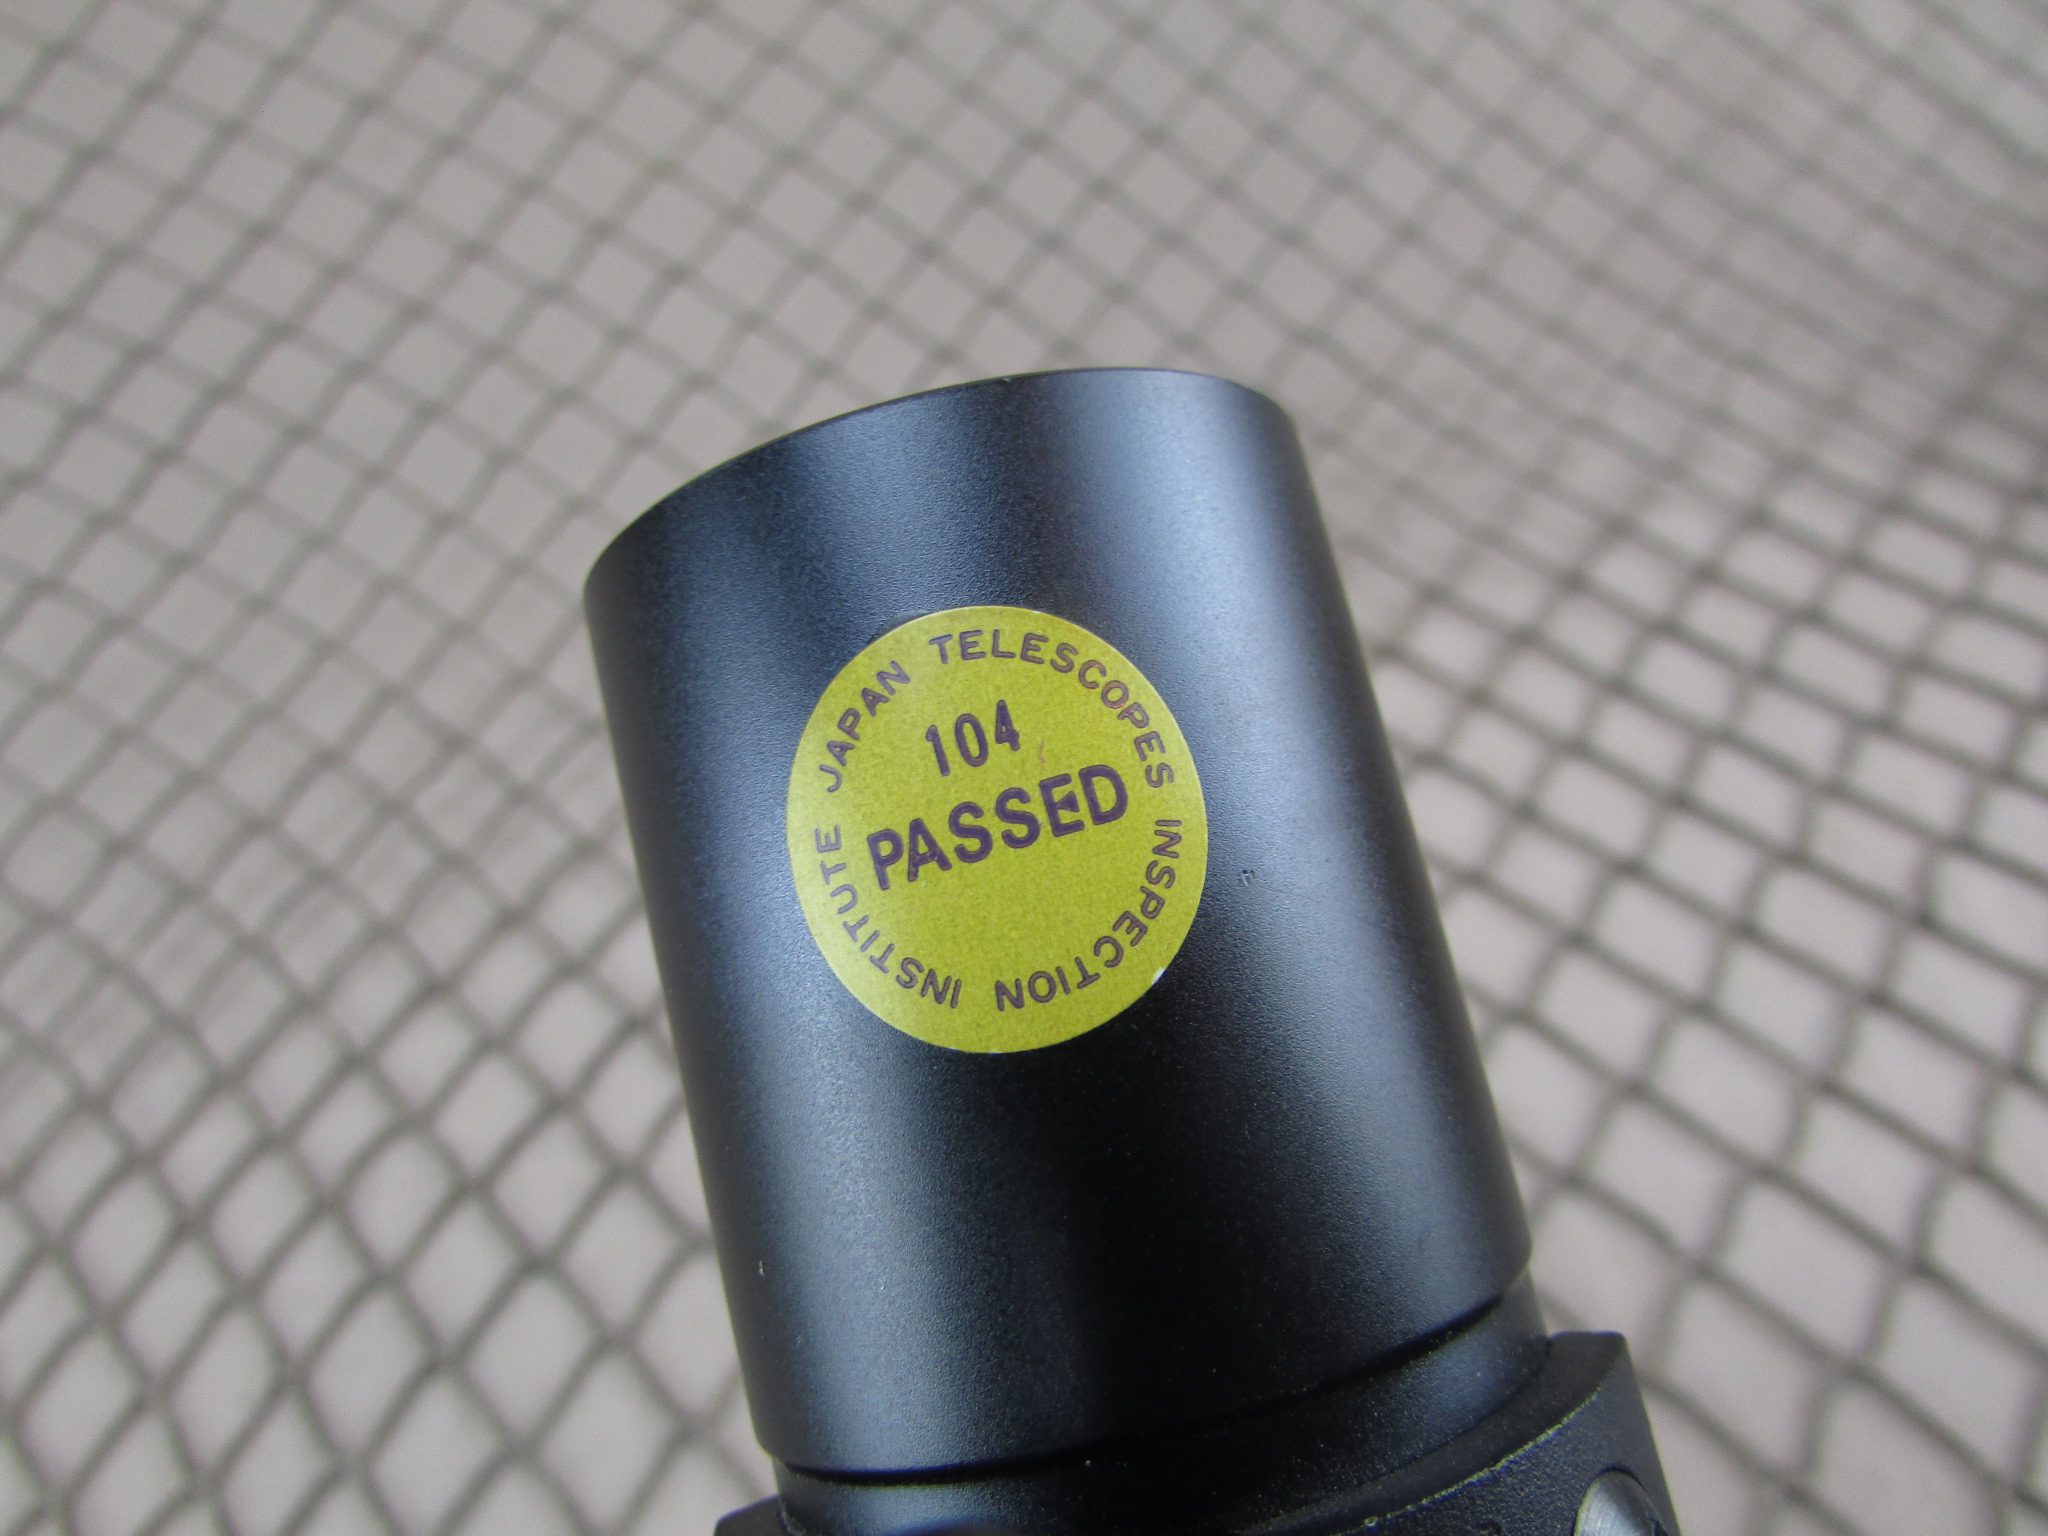 JAPAN TELESCOPES INSPECTION INSTITUTE
104
PASSED